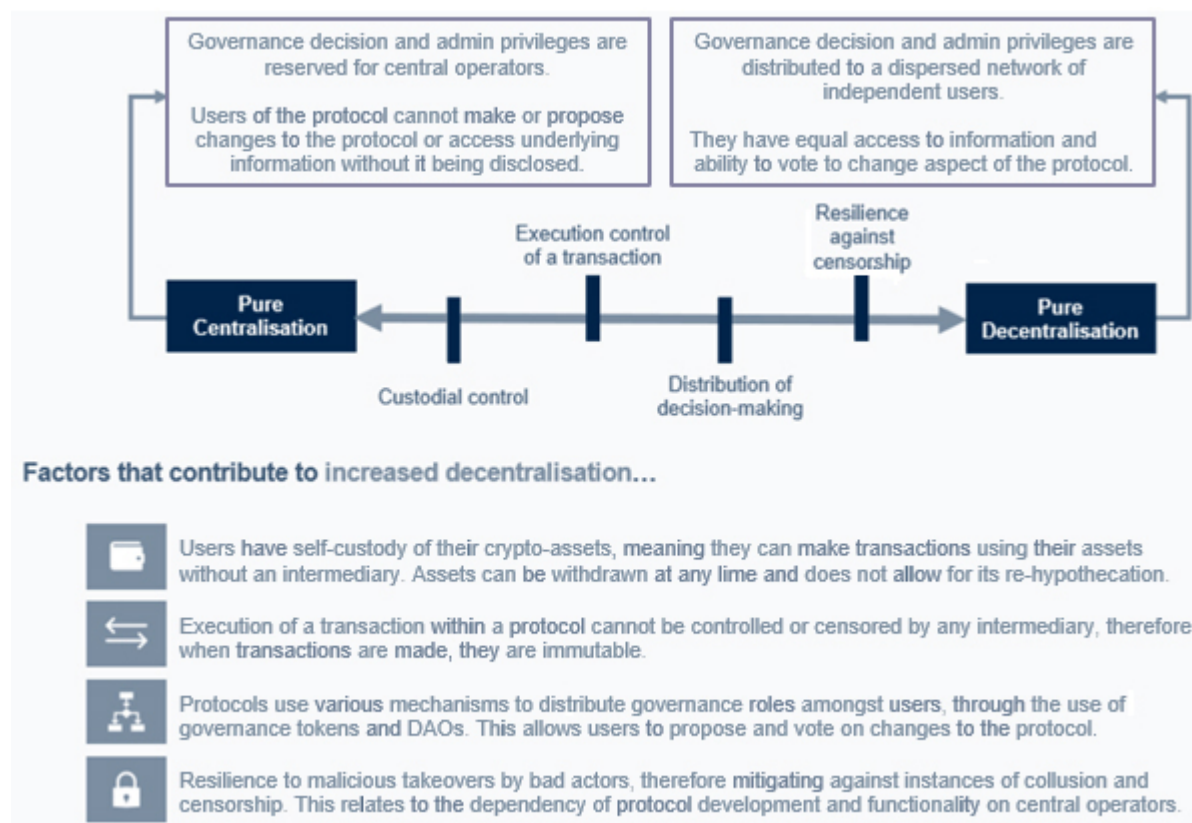 Governance decision and admin privileges are
reserved for central operators.
Users of the protocol cannot make or propose
changes to the protocol or access underlying
information without it being disclosed.
Governance decision and admin privileges are
distributed to a dispersed network of
independent users.
They have equal access to information and
ability to vote to change aspect of the protocol.
Pure
Centralisation
Custodial control
Execution control
of a transaction
Distribution of
decision-making
Resilience
against
censorship
Pure
Decentralisation
Factors that contribute to increased decentralisation...
Users have self-custody of their crypto-assets, meaning they can make transactions using their assets
without an intermediary. Assets can be withdrawn at any lime and does not allow for its re-hypothecation.
Execution of a transaction within a protocol cannot be controlled or censored by any intermediary, therefore
when transactions are made, they are immutable.
Protocols use various mechanisms to distribute governance roles amongst users, through the use of
governance tokens and DAOs. This allows users to propose and vote on changes to the protocol.
Resilience to malicious takeovers by bad actors, therefore mitigating against instances of collusion and
censorship. This relates to the dependency of protocol development and functionality on central operators.